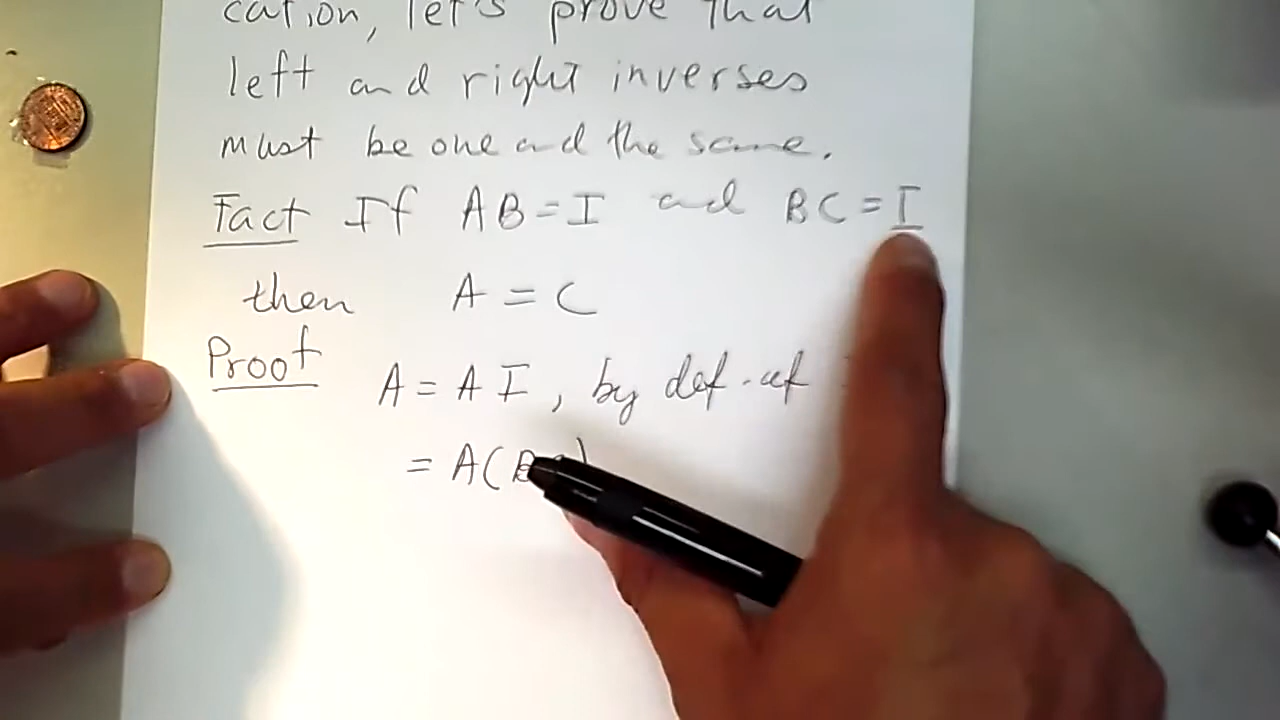 cation, let's prove that
left and right inverses
must be one and the same.
Fact If AB=I and BC=I
then A=C
Proof A=AI, by def. of
=A(B